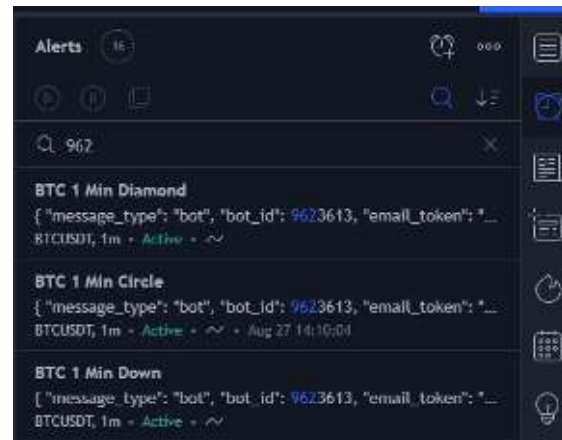 Alerts 16
962
BTC 1 Min Diamond
{ "message_type": "bot", "bot_id": 9623613, "email_token": "...
BTCUSDT, 1m • Active •
BTC 1 Min Circle
{ "message_type": "bot", "bot_id": 9623613, "email_token": "...
BTCUSDT, 1m • Active • • Aug 27 14:10:04
BTC 1 Min Down
{ "message_type": "bot", "bot_id": 9623613, "email_token": "...
BTCUSDT, 1m • Active •